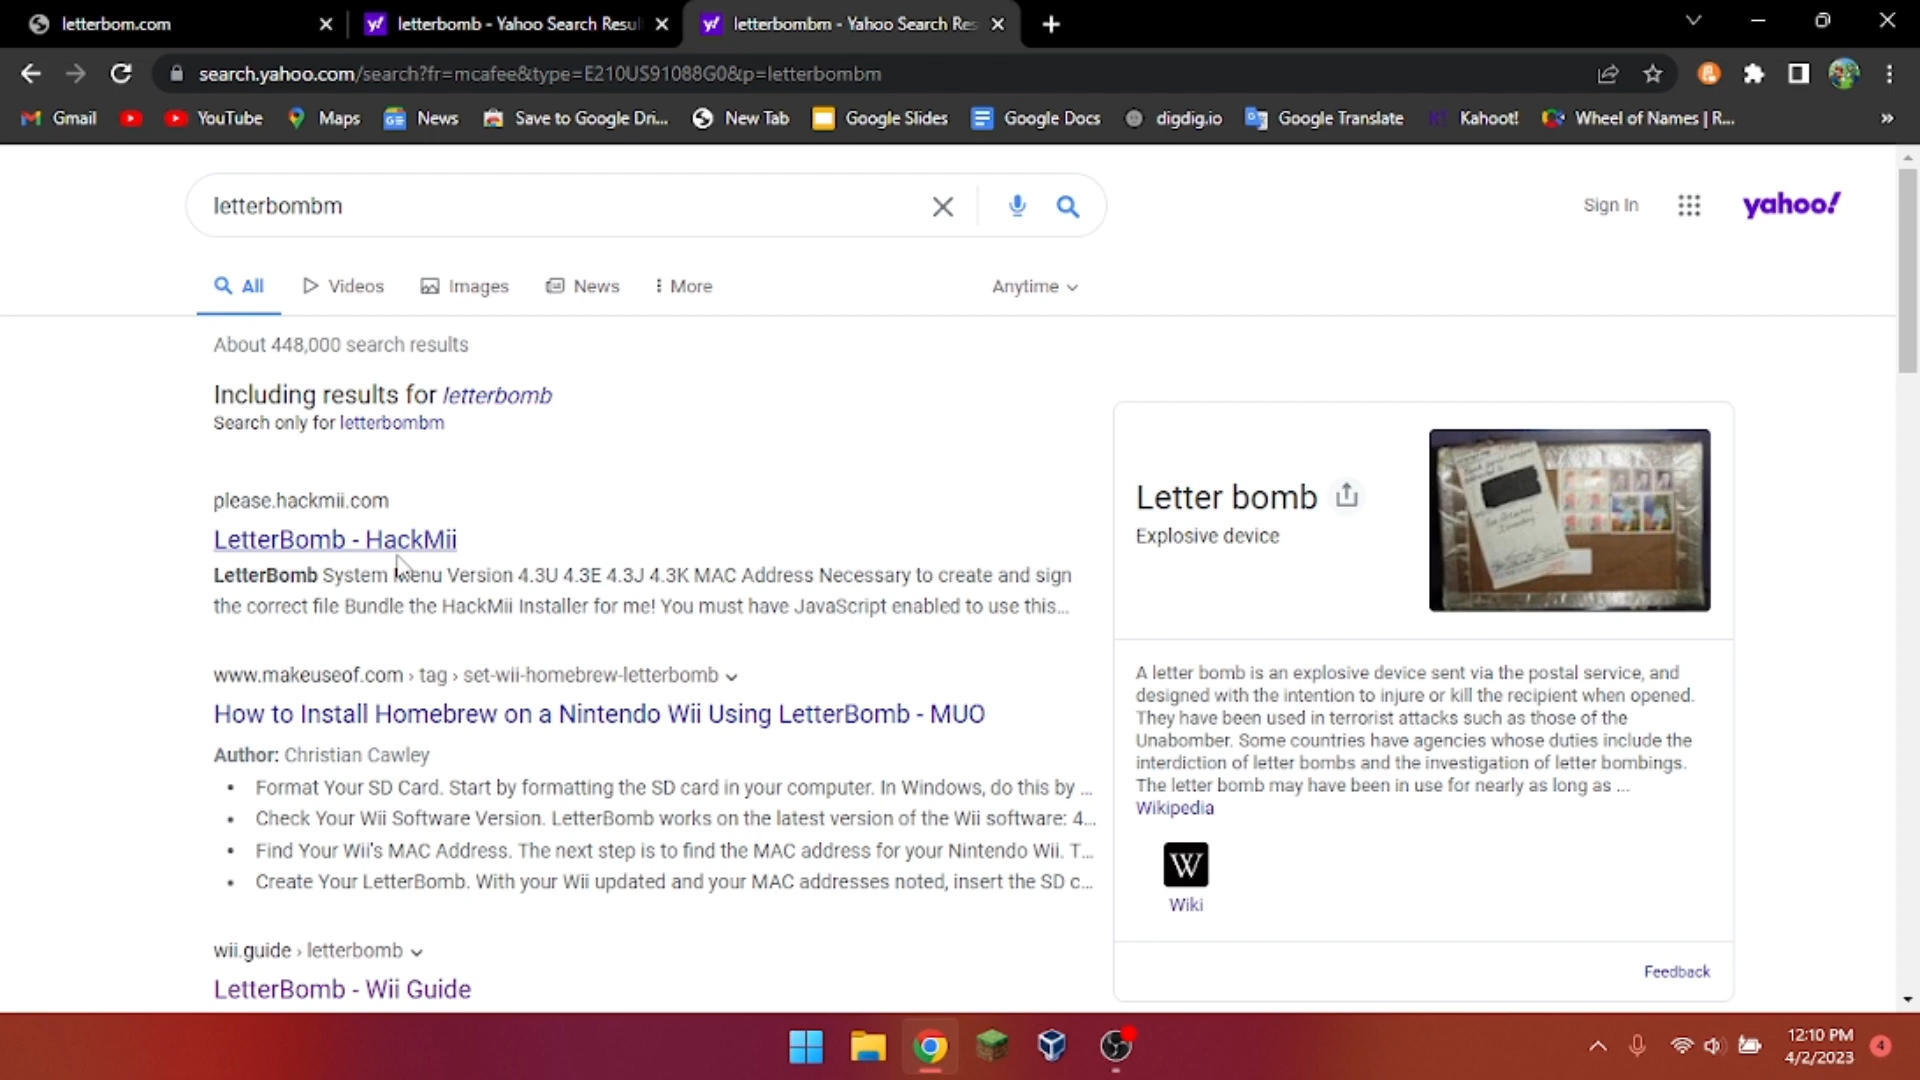 letterbom.com
letterbomb - Yahoo Search Resul
letterbombm - Yahoo Search Res
search.yahoo.com/search?fr=mcafee&type=E210US91088G0&p=letterbombm
Gmail
YouTube
Maps
News
Save to Google Dri...
New Tab
Google Slides
Google Docs
digdig.io
Google Translate
Kahoot!
Wheel of Names | R...
letterbombm
Sign In
yahoo!
All
Videos
Images
News
More
Anytime
About 448,000 search results
Including results for letterbomb
Search only for letterbombm
please.hackmii.com
LetterBomb - HackMii
LetterBomb System Menu Version 4.3U 4.3E 4.3J 4.3K MAC Address Necessary to create and sign
the correct file Bundle the HackMii Installer for me! You must have JavaScript enabled to use this...
www.makeuseof.com › tag › set-wii-homebrew-letterbomb
How to Install Homebrew on a Nintendo Wii Using LetterBomb - MUO
Author: Christian Cawley
• Format Your SD Card. Start by formatting the SD card in your computer. In Windows, do this by ...
• Check Your Wii Software Version. LetterBomb works on the latest version of the Wii software: 4...
• Find Your Wii's MAC Address. The next step is to find the MAC address for your Nintendo Wii. T...
• Create Your LetterBomb. With your Wii updated and your MAC addresses noted, insert the SD c...
wii.guide › letterbomb
LetterBomb - Wii Guide
Letter bomb
Explosive device
A letter bomb is an explosive device sent via the postal service, and
designed with the intention to injure or kill the recipient when opened.
They have been used in terrorist attacks such as those of the
Unabomber. Some countries have agencies whose duties include the
interdiction of letter bombs and the investigation of letter bombings.
The letter bomb may have been in use for nearly as long as ...
Wikipedia
W
Wiki
Feedback
12:10 PM
4/2/2023
4